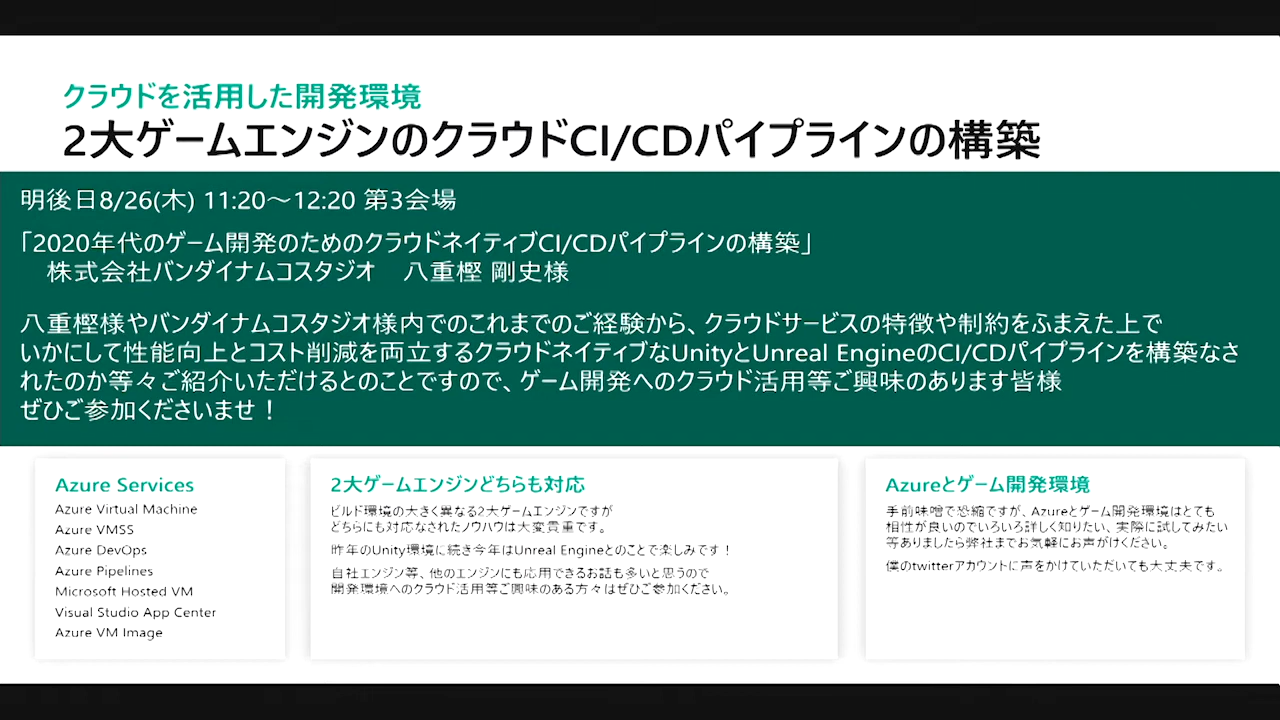 クラウドを活用した開発環境
2大ゲームエンジンのクラウドCI/CDパイプラインの構築
明後日8/26(木) 11:20～12:20 第3会場
「2020年代のゲーム開発のためのクラウドネイティブCI/CDパイプラインの構築」
株式会社バンダイナムコスタジオ　八重樫 剛史様
八重樫様やバンダイナムコスタジオ様内でのこれまでのご経験から、クラウドサービスの特徴や制約をふまえた上で
いかにして性能向上とコスト削減を両立するクラウドネイティブなUnityとUnreal EngineのCI/CDパイプラインを構築なさ
れたのか等々ご紹介いただけるとのことですので、ゲーム開発へのクラウド活用等ご興味のあります皆様
ぜひご参加くださいませ！
Azure Services
Azure Virtual Machine
Azure VMSS
Azure DevOps
Azure Pipelines
Microsoft Hosted VM
Visual Studio App Center
Azure VM Image
2大ゲームエンジンどちらも対応
ビルド環境の大きく異なる2大ゲームエンジンですが
どちらにも対応なされたノウハウは大変貴重です。
昨年のUnity環境に続き今年はUnreal Engineとのことで楽しみです！
自社エンジン等、他のエンジンにも応用できるお話も多いと思うので
開発環境へのクラウド活用等ご興味のある方々はぜひご参加ください。
Azureとゲーム開発環境
手前味噌で恐縮ですが、Azureとゲーム開発環境はとても
相性が良いのでいろいろ詳しく知りたい、実際に試してみたい
等ありましたら弊社までお気軽にお声がけください。
僕のtwitterアカウントに声をかけていただいても大丈夫です。